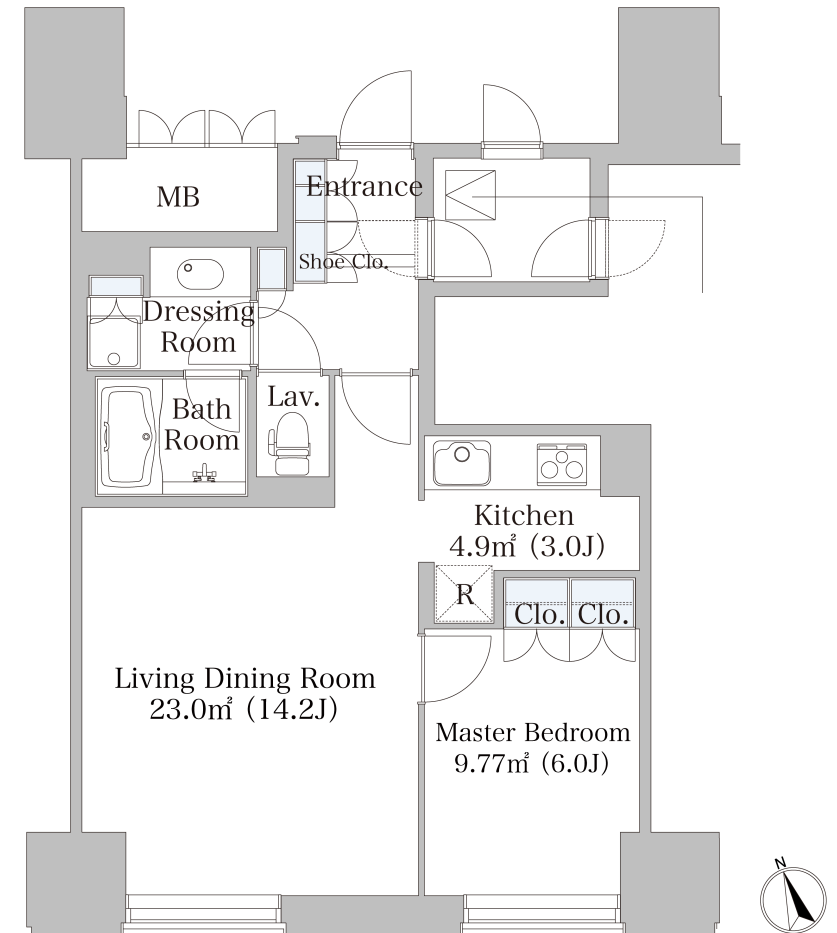 MB
Entrance
Shoe Clo.
Dressing
Room
Bath
Room
Lav.
Kitchen
4.9㎡ (3.0J)
R
Clo. Clo.
Living Dining Room
23.0㎡ (14.2J)
Master Bedroom
9.77㎡ (6.0J)
N